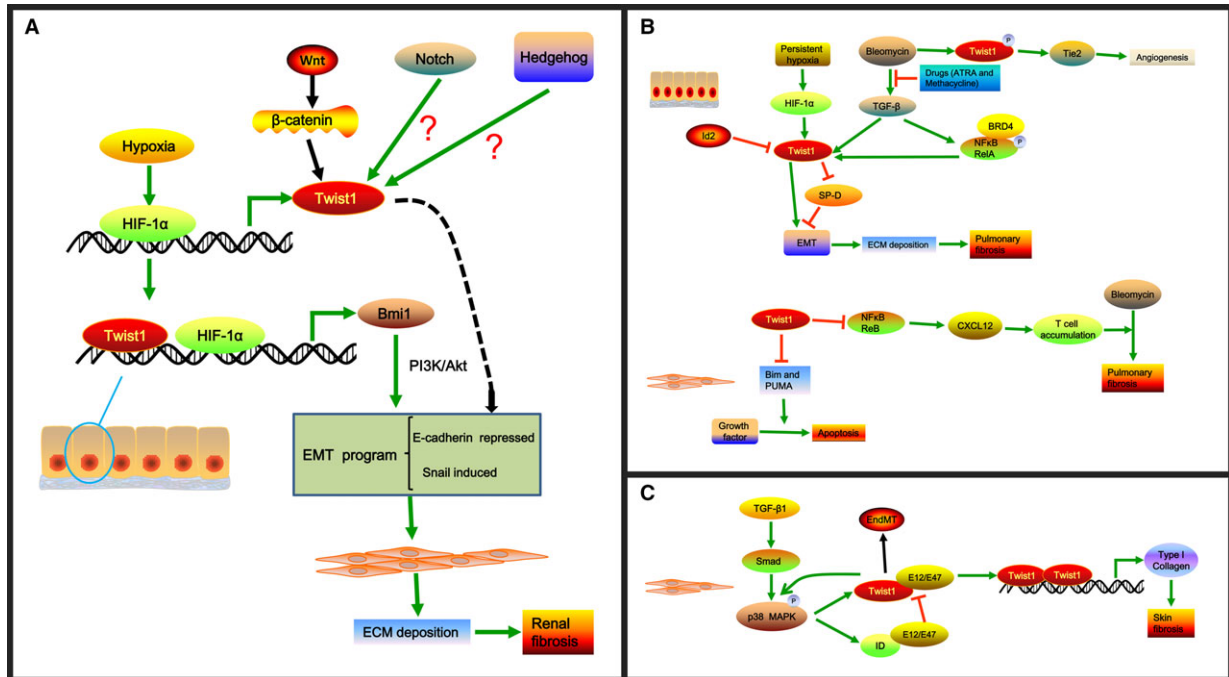 A
Wnt
Notch
Hedgehog
β-catenin
?
?
Hypoxia
Twist1
HIF-1α
Twist1
HIF-1α
Bmi1
PI3K/Akt
EMT program
E-cadherin repressed
Snail induced
ECM deposition
Renal
fibrosis
B
Persistent
hypoxia
Bleomycin
Twist1
P
Tie2
Angiogenesis
Drugs (ATRA and
Methacycline)
HIF-1α
TGF-β
Id2
BRD4
P
NFκB
RelA
Twist1
SP-D
EMT
ECM deposition
Pulmonary
fibrosis
Bleomycin
Twist1
NFκB
ReB
CXCL12
T cell
accumulation
Bim and
PUMA
Pulmonary
fibrosis
Growth
factor
Apoptosis
C
TGF-β1
EndMT
Smad
E12/E47
Twist1
Twist1
Twist1
Type I
Collagen
P
p38 MAPK
E12/E47
ID
Skin
fibrosis